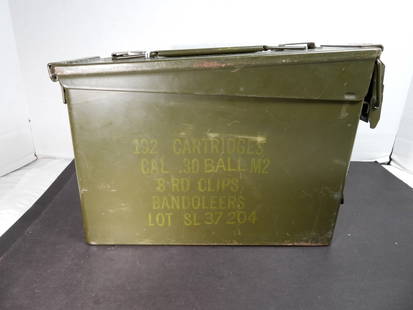 192 CARTRIDGES
CAL .30 BALL M2
8 RD CLIPS,
BANDOLEERS
LOT SL 37204